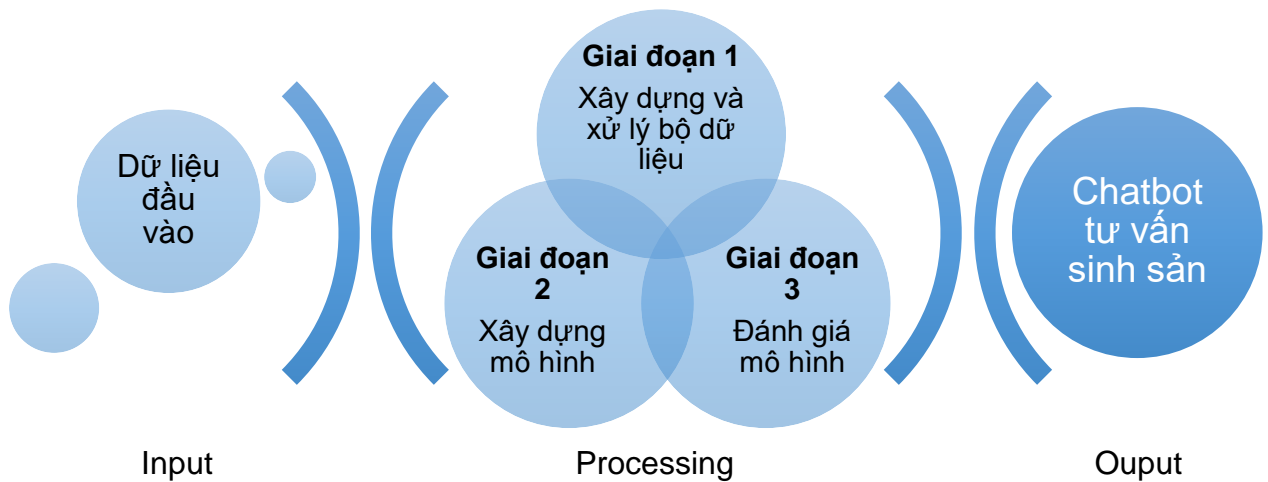 Dữ liệu
đầu
vào
Giai đoạn 1
Xây dựng và
xử lý bộ dữ
liệu
Giai đoạn
2
Xây dựng
mô hình
Giai đoạn
3
Đánh giá
mô hình
Chatbot
tư vấn
sinh sản
Input
Processing
Ouput